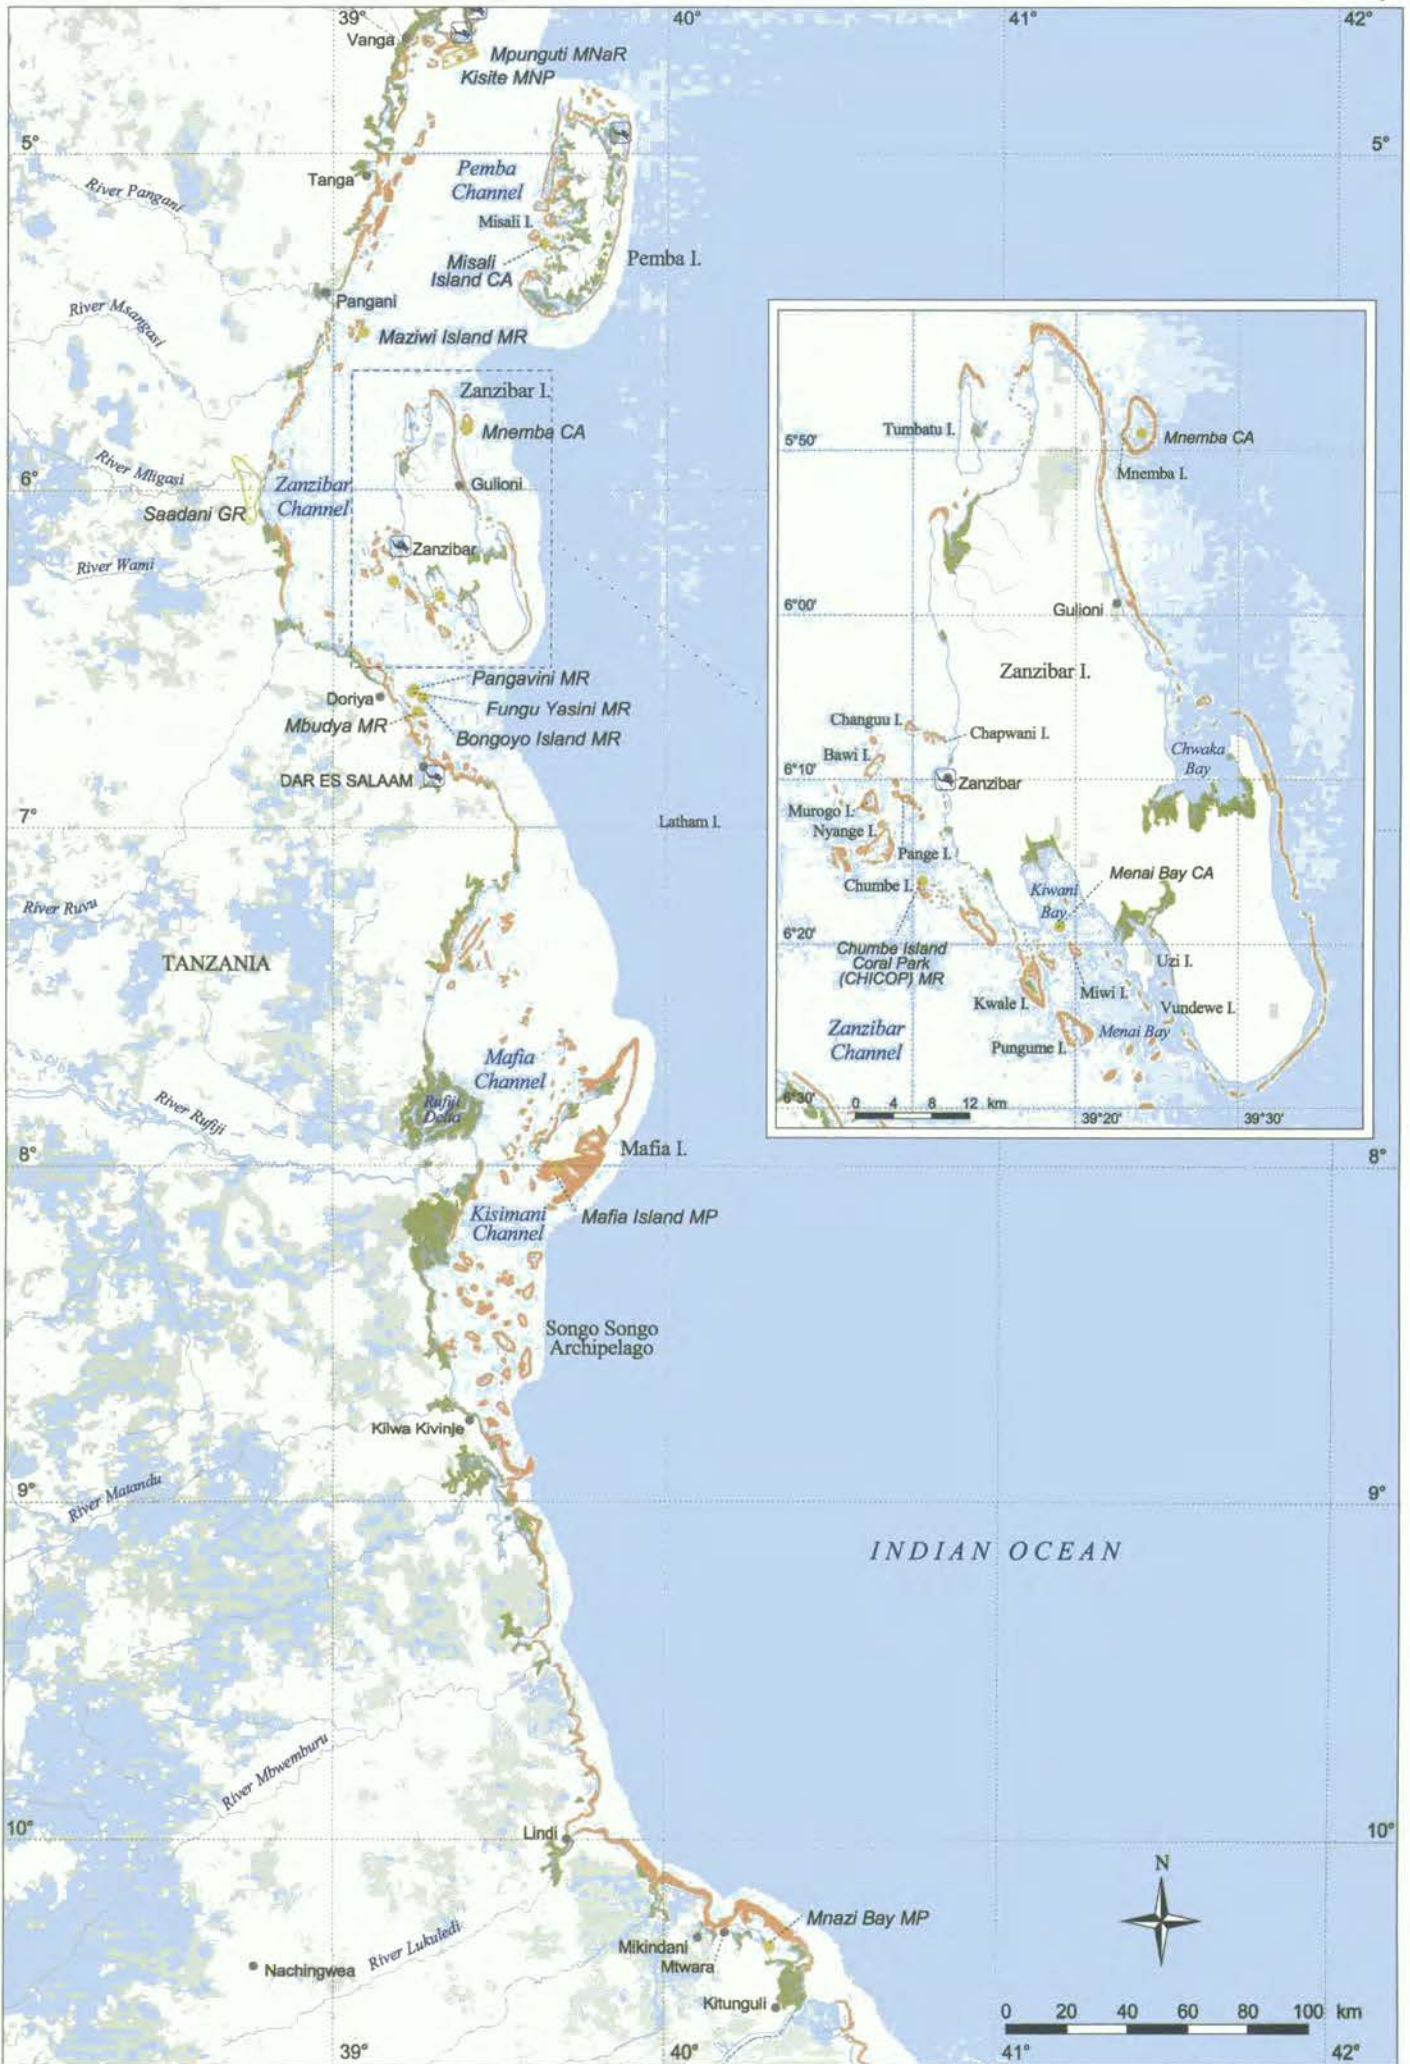 39°
40°
41°
42°
Vanga
Mpunguti MNaR
Kisite MNP
5°
5°
River Pangani
Tanga
Pemba
Channel
Misali I.
Misali
Island CA
Pemba I.
River Msangasi
Pangani
Maziwi Island MR
Zanzibar I.
Mnemba CA
River Mligasi
6°
Zanzibar
Channel
Gulioni
Saadani GR
Zanzibar
River Wami
Pangavini MR
Doriya
Fungu Yasini MR
Mbudya MR
Bongoyo Island MR
DAR ES SALAAM
7°
Latham I.
River Ruvu
TANZANIA
Mafia
Channel
Rufiji
Delta
River Rufiji
8°
Mafia I.
8°
Kisimani
Channel
Mafia Island MP
Songo Songo
Archipelago
Kilwa Kivinje
River Matandu
9°
9°
INDIAN OCEAN
River Mbwemburu
10°
Lindi
10°
N
Mnazi Bay MP
Mikindani
Mtwara
River Lukuledi
Nachingwea
Kitunguli
0 20 40 60 80 100 km
39°
40°
41°
42°
Tumbatu I.
5°50'
Mnemba CA
Mnemba I.
6°00'
Gulioni
Zanzibar I.
Changuu I.
Chapwani I.
Bawi I.
Chwaka
Bay
6°10'
Zanzibar
Murogo I.
Nyange I.
Pange I.
Menai Bay CA
Chumbe I.
Kiwani
Bay
6°20'
Chumbe Island
Coral Park
(CHICOP) MR
Uzi I.
Kwale I.
Miwi I.
Vundewe I.
Zanzibar
Channel
Menai Bay
Pungume I.
6°30'
0 4 8 12 km
39°20'
39°30'